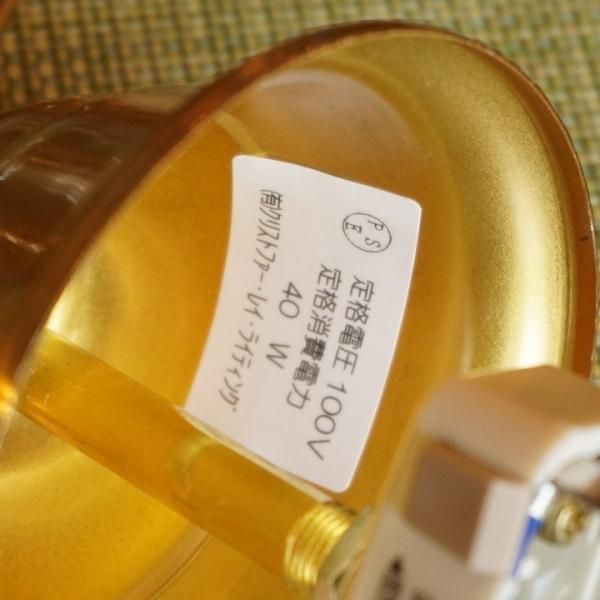 PSE
定格電圧 100V
定格消費電力
40 W
(有)クリストファー・レイ・ライティング